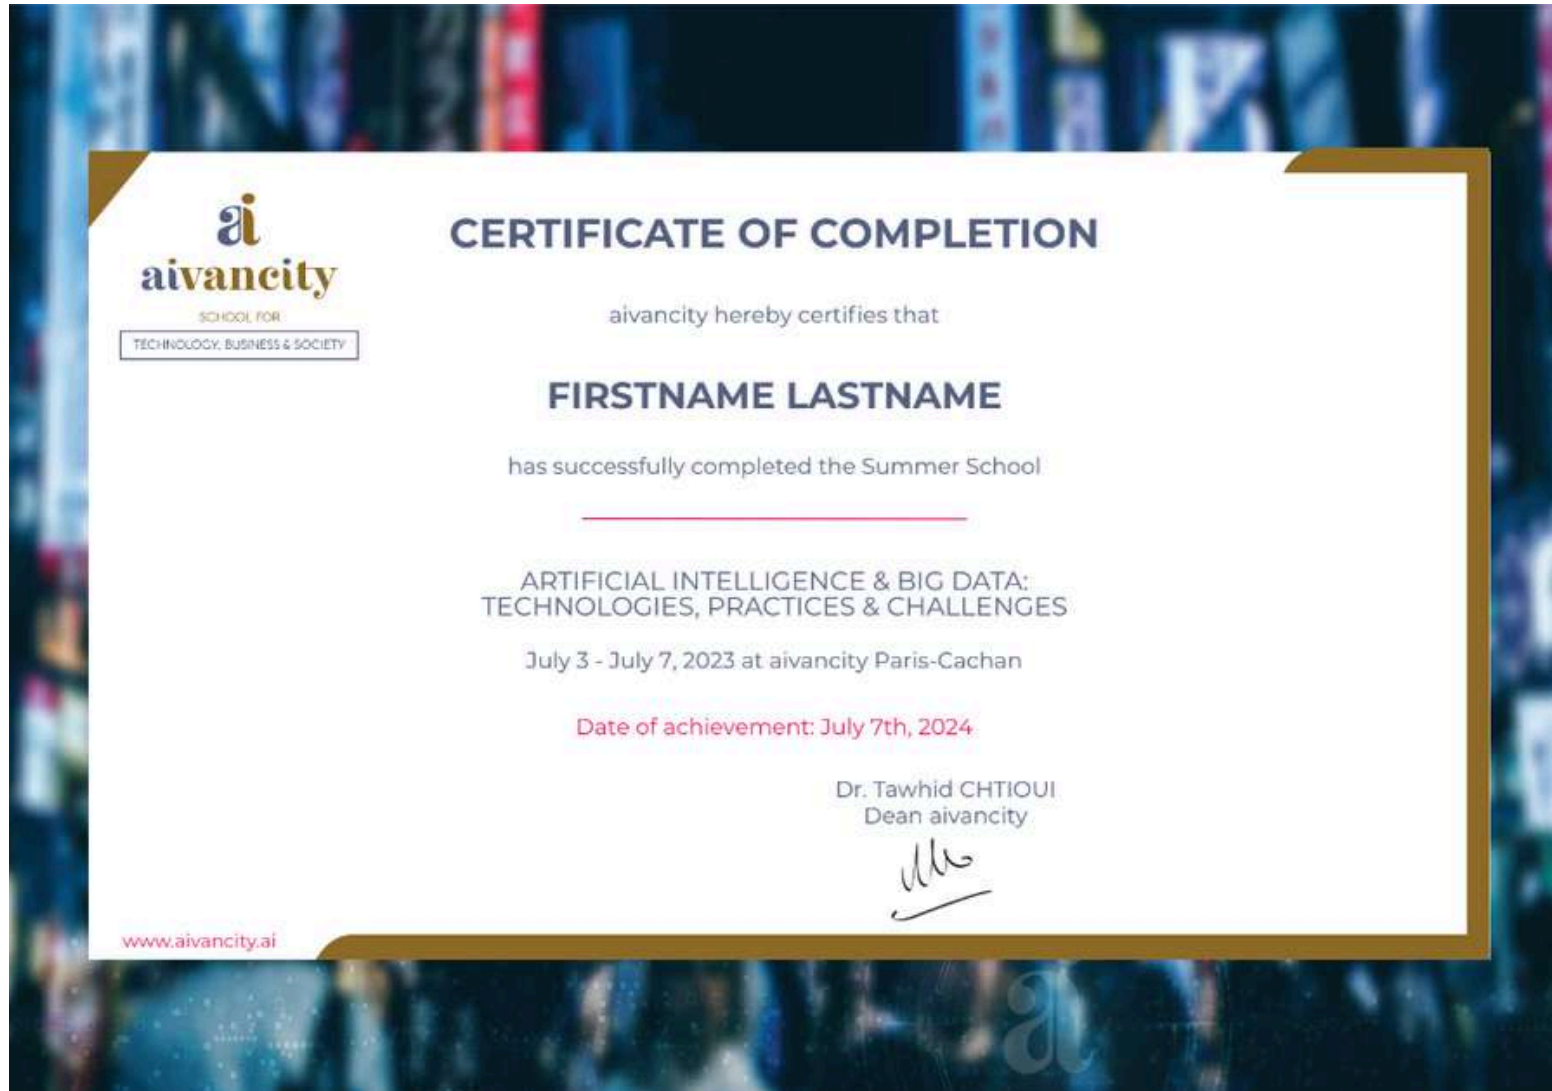 ai
aivancity
SCHOOL FOR
TECHNOLOGY, BUSINESS & SOCIETY
CERTIFICATE OF COMPLETION
aivancity hereby certifies that
FIRSTNAME LASTNAME
has successfully completed the Summer School
ARTIFICIAL INTELLIGENCE & BIG DATA:
TECHNOLOGIES, PRACTICES & CHALLENGES
July 3 - July 7, 2023 at aivancity Paris-Cachan
Date of achievement: July 7th, 2024
Dr. Tawhid CHTIOUI
Dean aivancity
www.aivancity.ai
ai